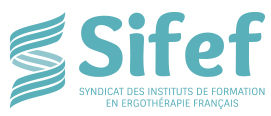 Sifef
SYNDICAT DES INSTITUTS DE FORMATION
EN ERGOTHÉRAPIE FRANÇAIS